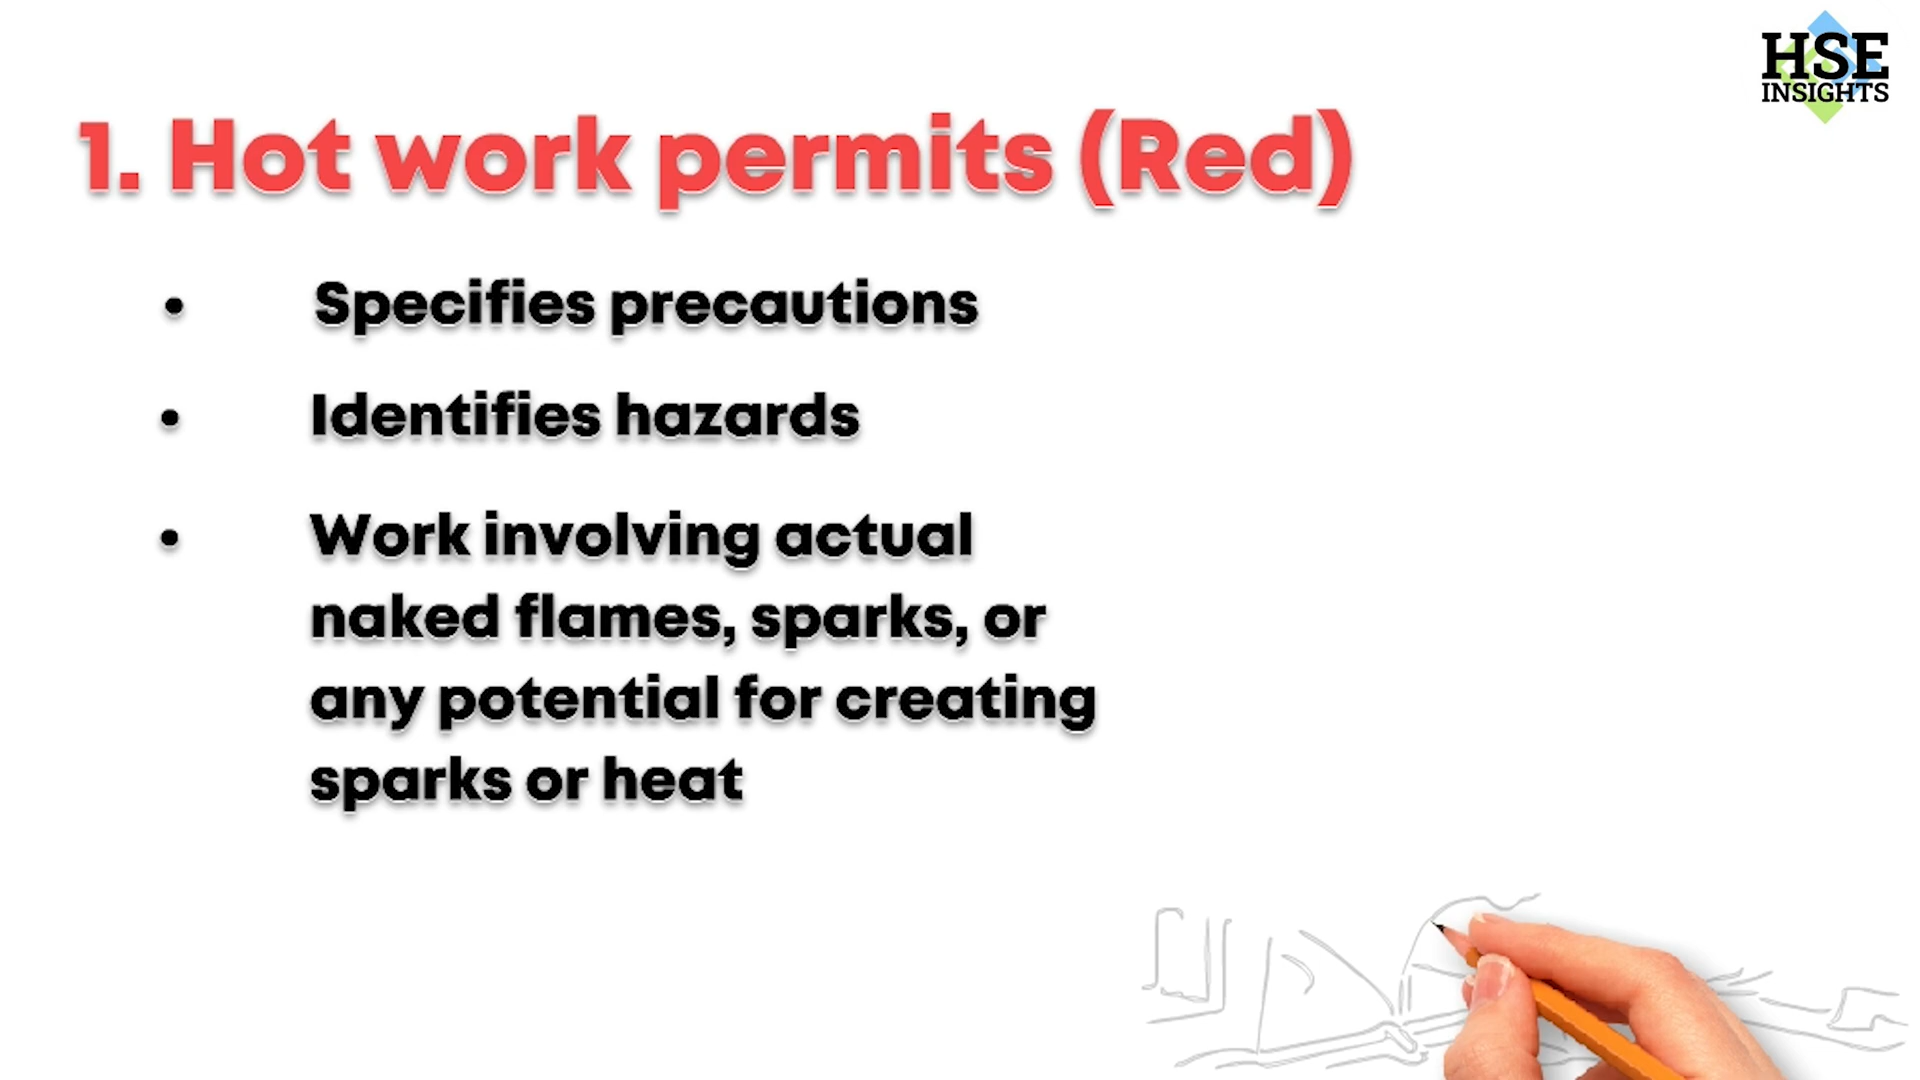 HSE
INSIGHTS
1. Hot work permits (Red)
• Specifies precautions
• Identifies hazards
• Work involving actual
naked flames, sparks, or
any potential for creating
sparks or heat